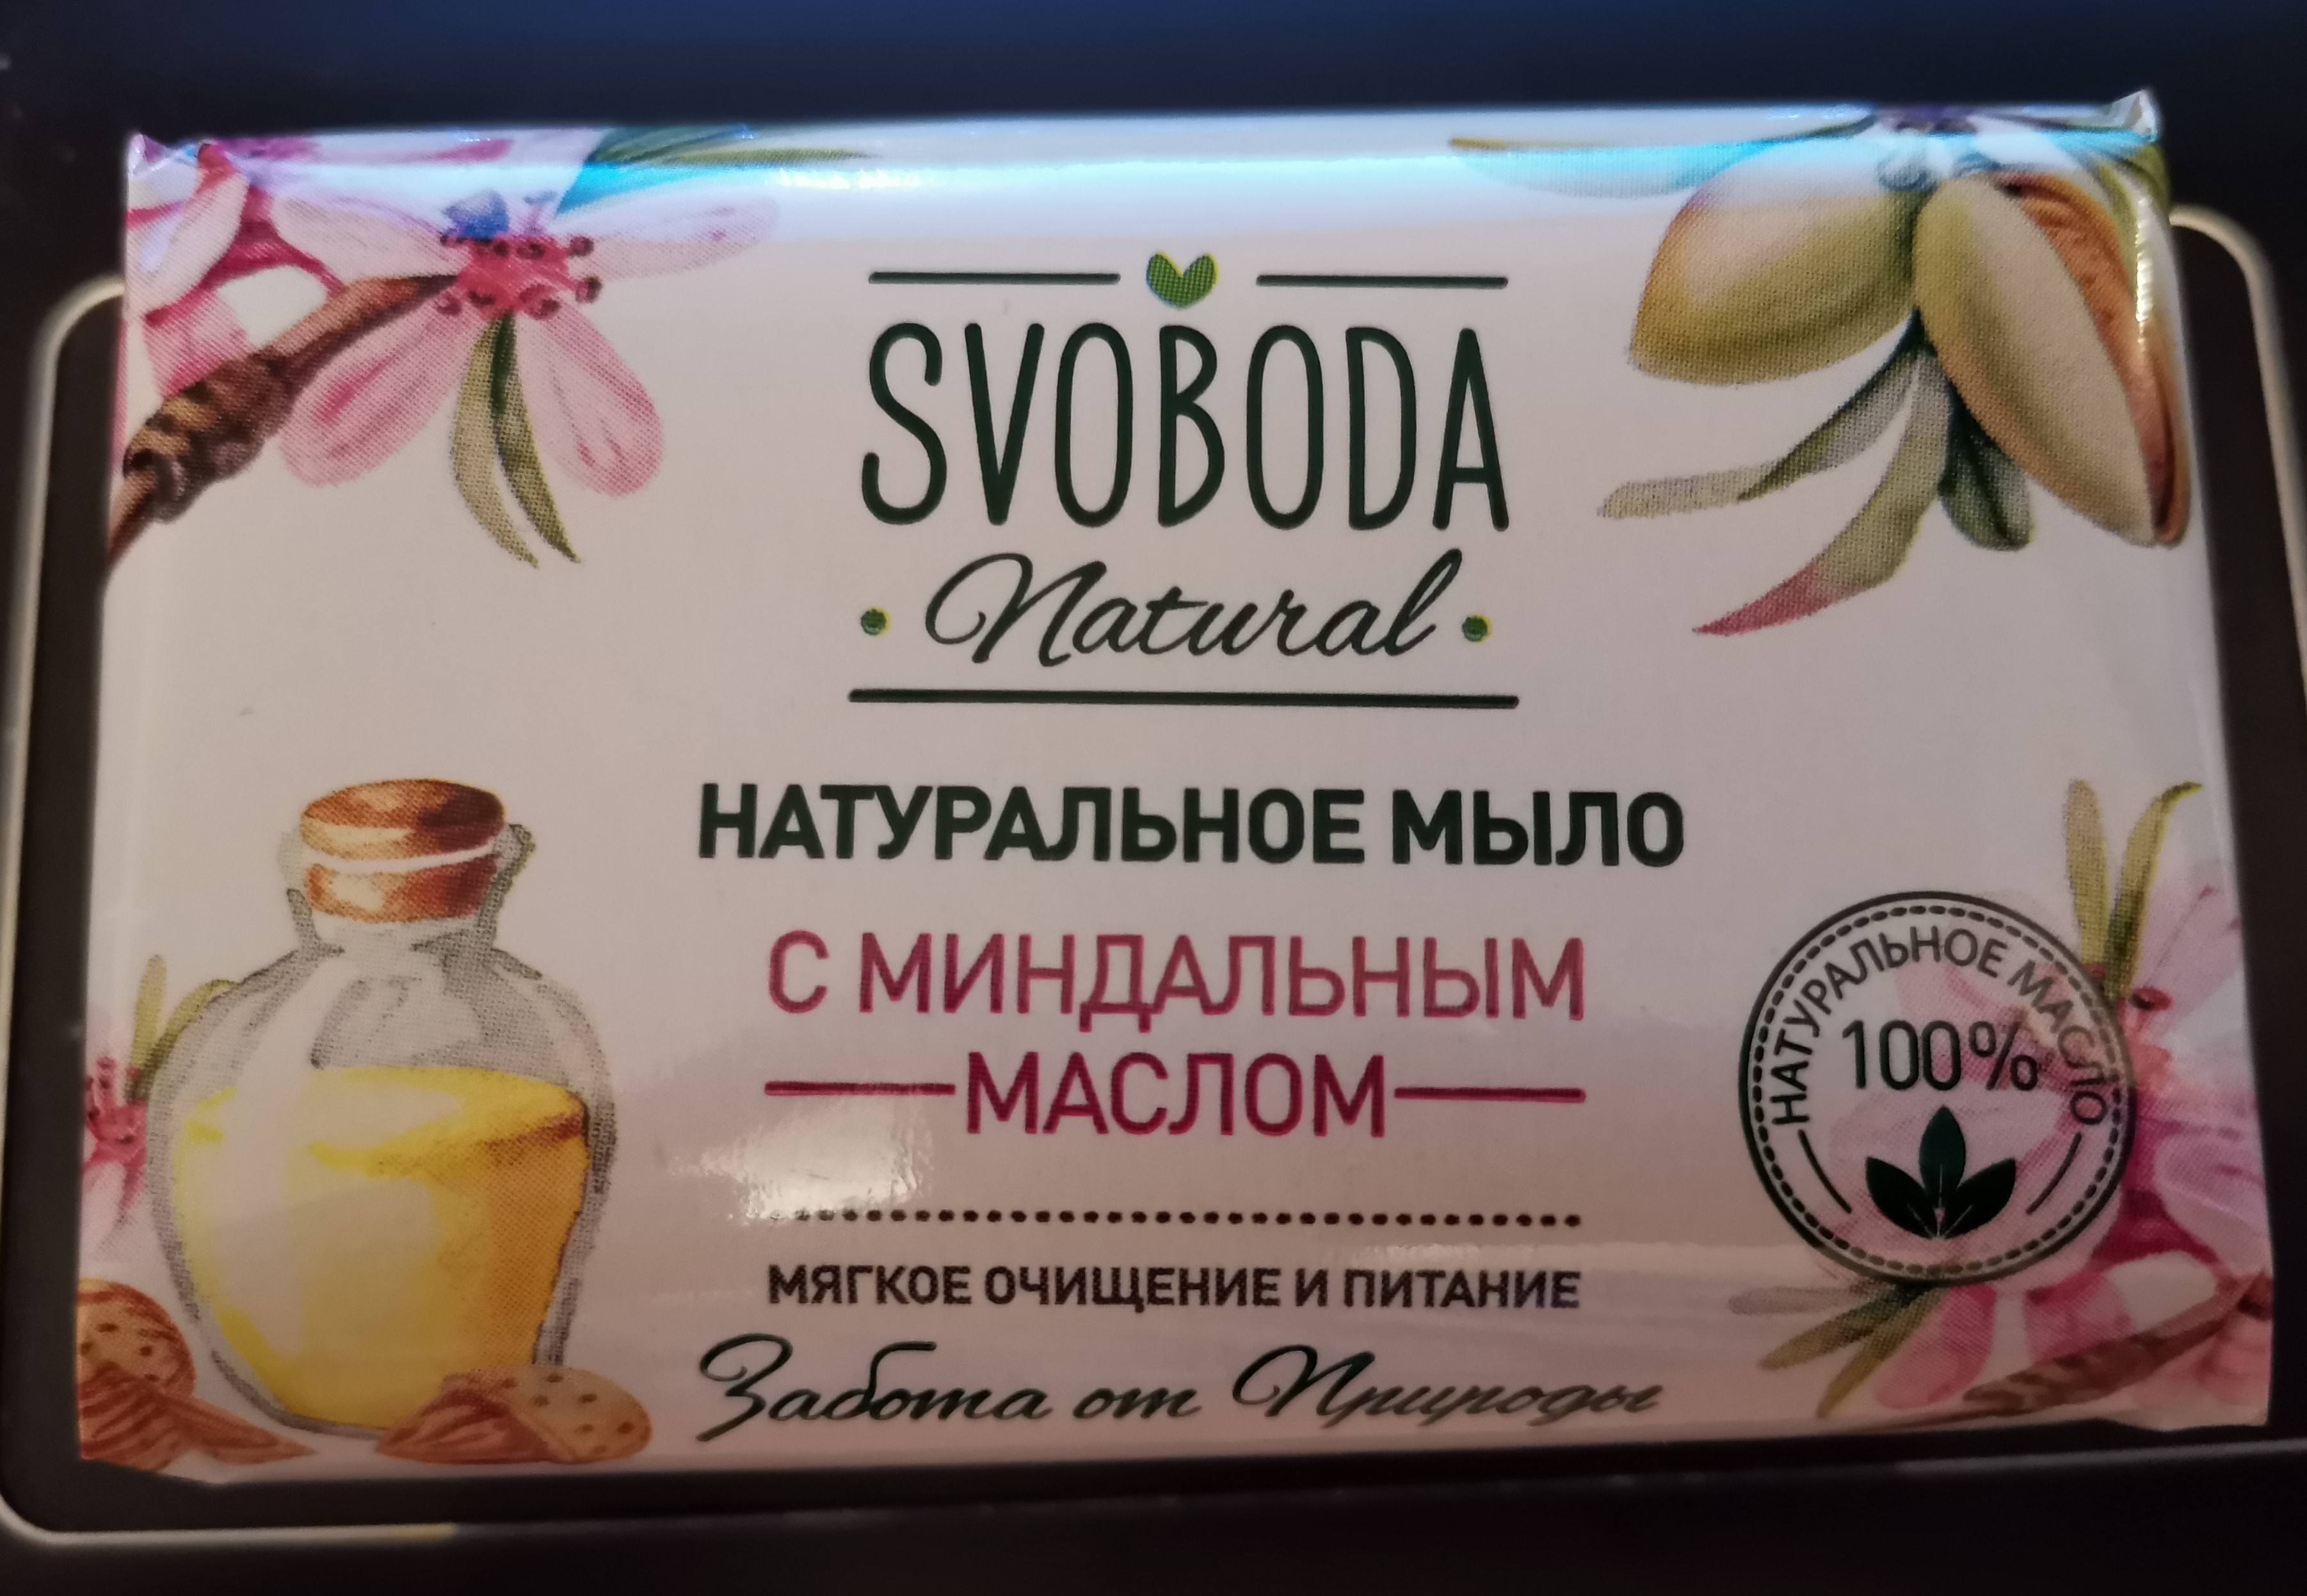 SVOBODA
Natural
НАТУРАЛЬНОЕ МЫЛО
С МИНДАЛЬНЫМ
МАСЛОМ
НАТУРАЛЬНОЕ МАСЛО
100%
МЯГКОЕ ОЧИЩЕНИЕ И ПИТАНИЕ
Забота от Природы